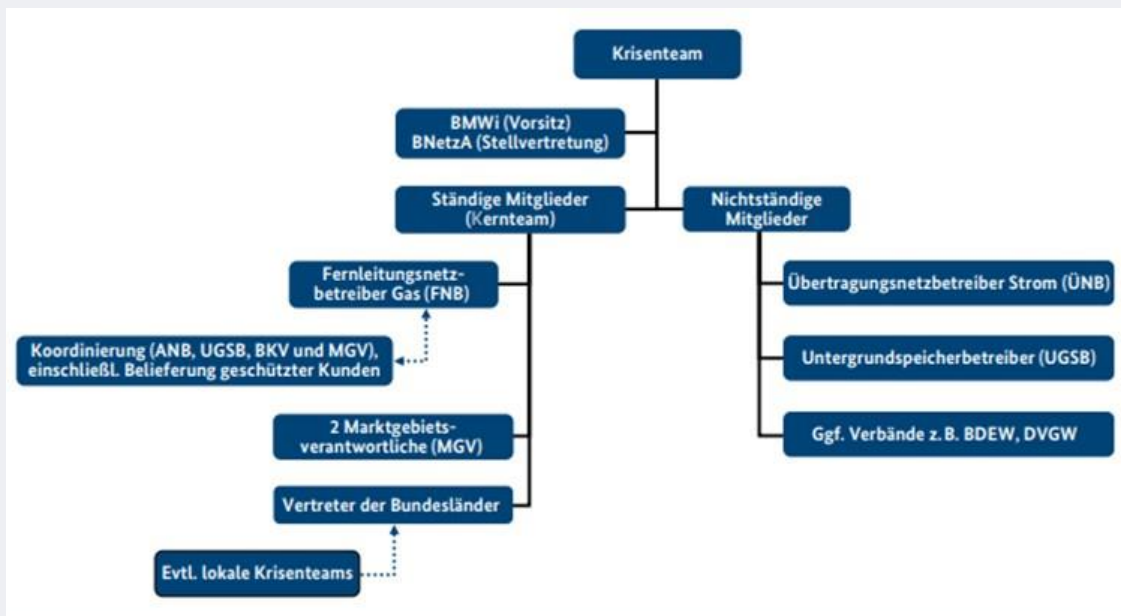 Krisenteam
BMWi (Vorsitz)
BNetzA (Stellvertretung)
Ständige Mitglieder
(Kernteam)
Nichtständige
Mitglieder
Fernleitungsnetz-
betreiber Gas (FNB)
Koordinierung (ANB, UGSB, BKV und MGV),
einschließl. Belieferung geschützter Kunden
2 Marktgebiets-
verantwortliche (MGV)
Vertreter der Bundesländer
Evtl. lokale Krisenteams
Übertragungsnetzbetreiber Strom (ÜNB)
Untergrundspeicherbetreiber (UGSB)
Ggf. Verbände z. B. BDEW, DVGW